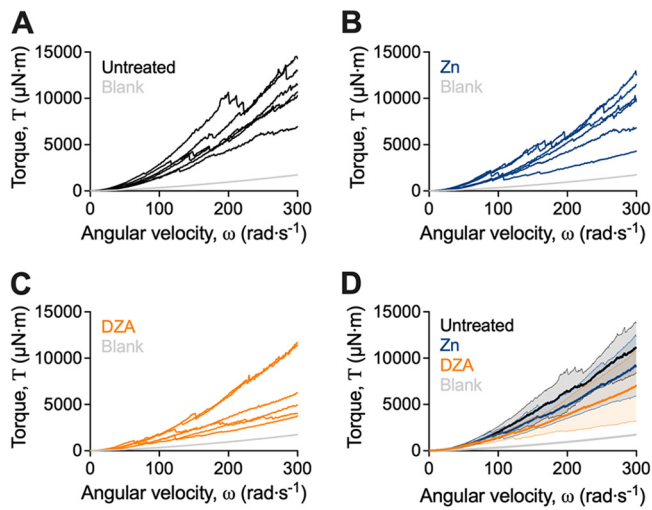 A
Torque, T (μN·m)
15000
10000
5000
0
Untreated
Blank
0 100 200 300
Angular velocity, ω (rad·s⁻¹)
B
Torque, T (μN·m)
15000
10000
5000
0
Zn
Blank
0 100 200 300
Angular velocity, ω (rad·s⁻¹)
C
Torque, T (μN·m)
15000
10000
5000
0
DZA
Blank
0 100 200 300
Angular velocity, ω (rad·s⁻¹)
D
Torque, T (μN·m)
15000
10000
5000
0
Untreated
Zn
DZA
Blank
0 100 200 300
Angular velocity, ω (rad·s⁻¹)